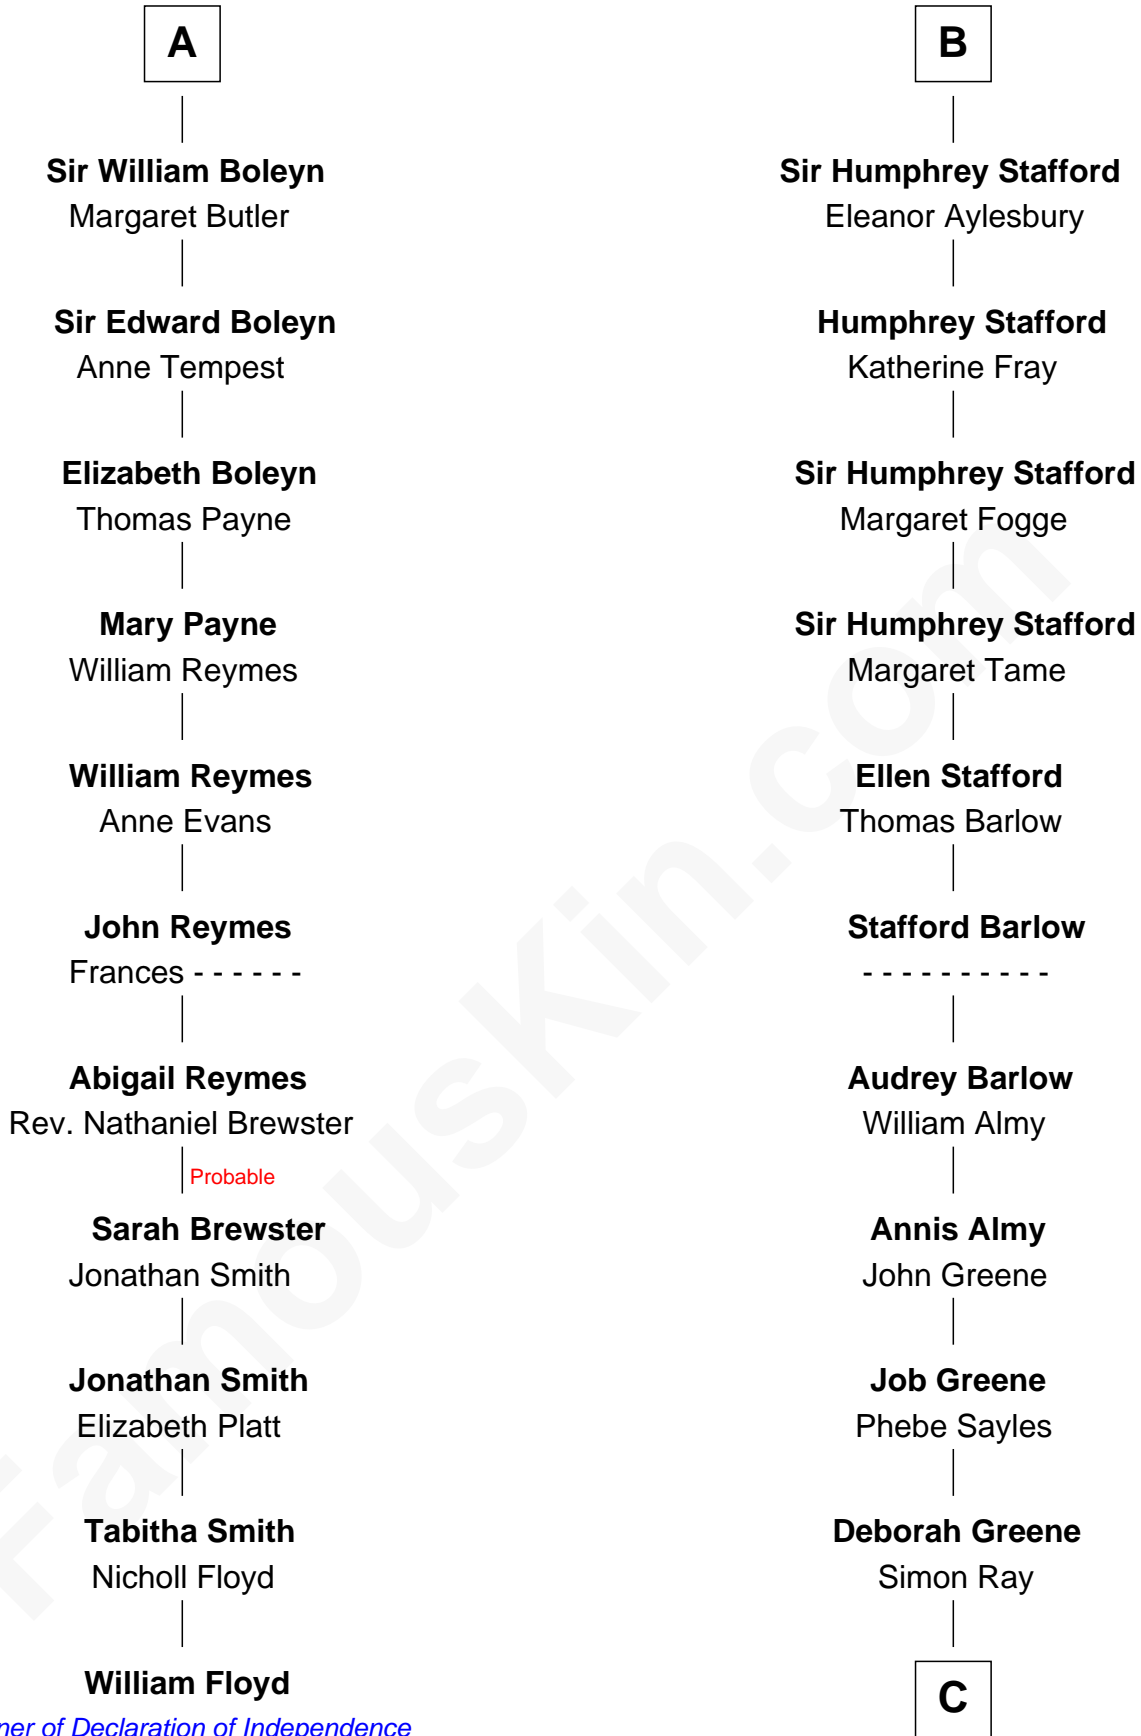 A
Sir William Boleyn
Margaret Butler
Sir Edward Boleyn
Anne Tempest
Elizabeth Boleyn
Thomas Payne
Mary Payne
William Reymes
William Reymes
Anne Evans
John Reymes
Frances - - - - - -
Abigail Reymes
Rev. Nathaniel Brewster
Probable
Sarah Brewster
Jonathan Smith
Jonathan Smith
Elizabeth Platt
Tabitha Smith
Nicholl Floyd
William Floyd
ner of Declaration of Independence
B
Sir Humphrey Stafford
Eleanor Aylesbury
Humphrey Stafford
Katherine Fray
Sir Humphrey Stafford
Margaret Fogge
Sir Humphrey Stafford
Margaret Tame
Ellen Stafford
Thomas Barlow
Stafford Barlow
- - - - - - - - - -
Audrey Barlow
William Almy
Annis Almy
John Greene
Job Greene
Phebe Sayles
Deborah Greene
Simon Ray
C
FamousKin.com